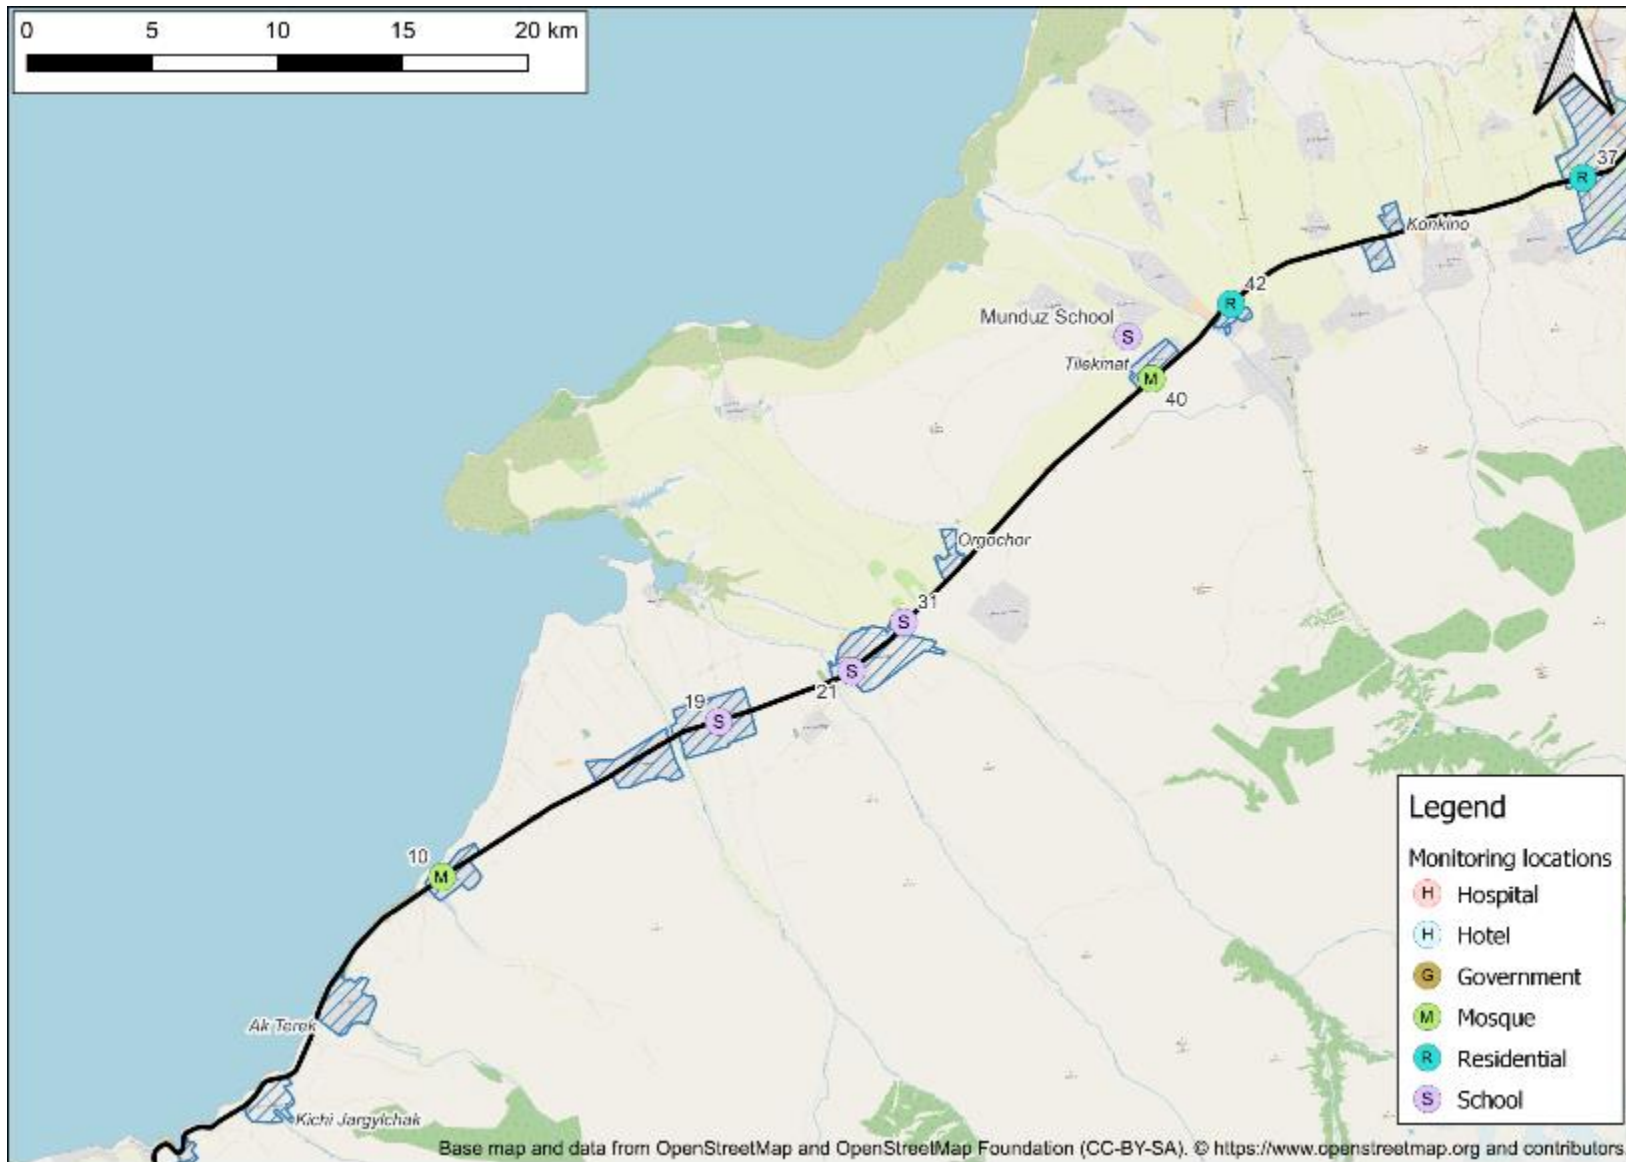 0 5 10 15 20 km
37
Konkino
42
Munduz School
Tilekmat
40
Orgochor
31
21
19
10
Ak Terek
Kichi Jargylchak
R
R
S
M
S
S
S
M
Legend
Monitoring locations
H Hospital
H Hotel
G Government
M Mosque
R Residential
S School
Base map and data from OpenStreetMap and OpenStreetMap Foundation (CC-BY-SA). © https://www.openstreetmap.org and contributors